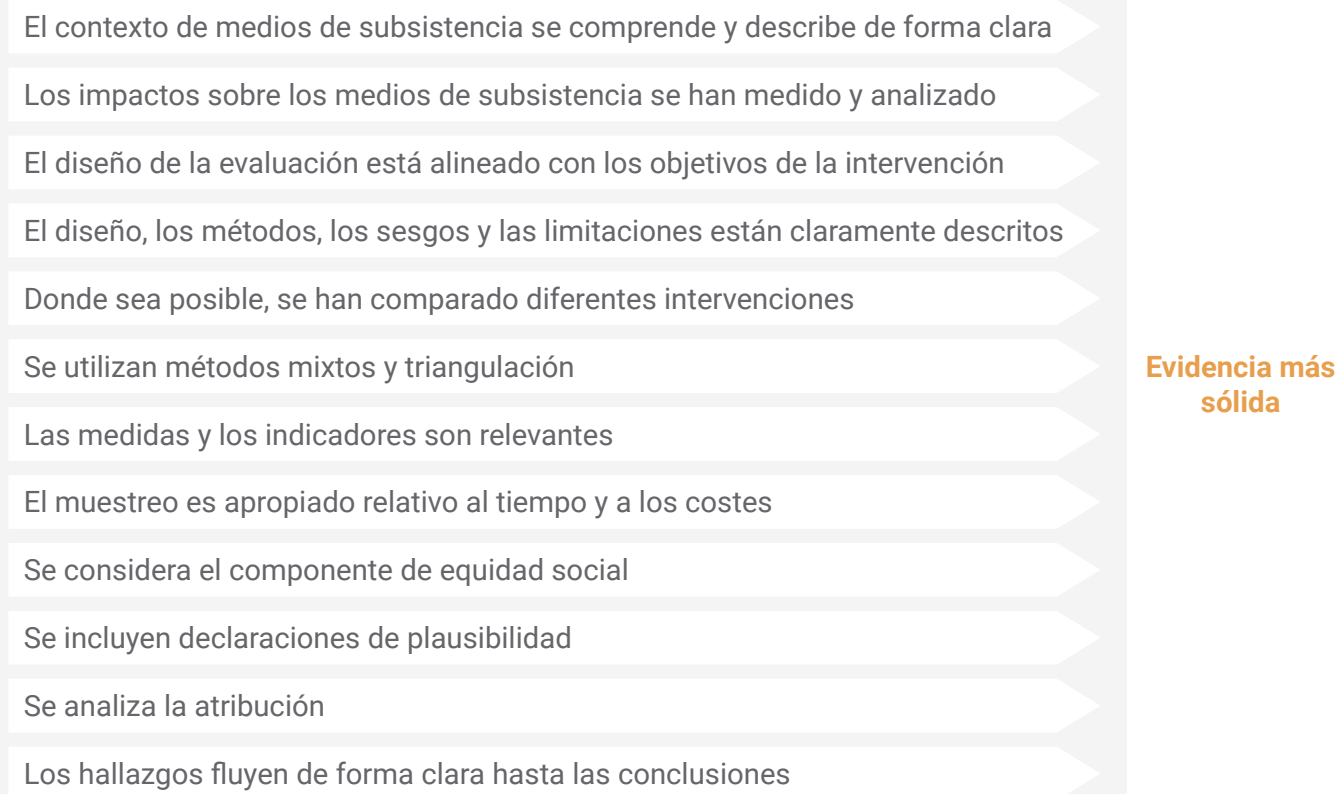 El contexto de medios de subsistencia se comprende y describe de forma clara
Los impactos sobre los medios de subsistencia se han medido y analizado
El diseño de la evaluación está alineado con los objetivos de la intervención
El diseño, los métodos, los sesgos y las limitaciones están claramente descritos
Donde sea posible, se han comparado diferentes intervenciones
Se utilizan métodos mixtos y triangulación
Las medidas y los indicadores son relevantes
El muestreo es apropiado relativo al tiempo y a los costes
Se considera el componente de equidad social
Se incluyen declaraciones de plausibilidad
Se analiza la atribución
Los hallazgos fluyen de forma clara hasta las conclusiones
Evidencia más
sólida